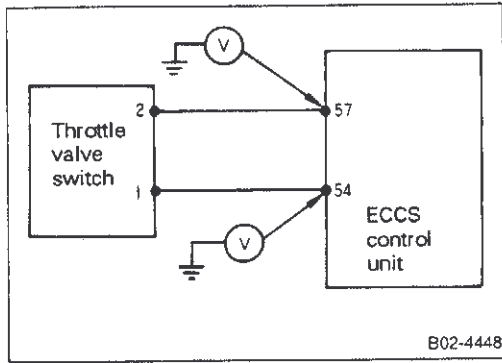 V
2
57
Throttle
valve
switch
1
54
ECCS
control
unit
V
B02-4448